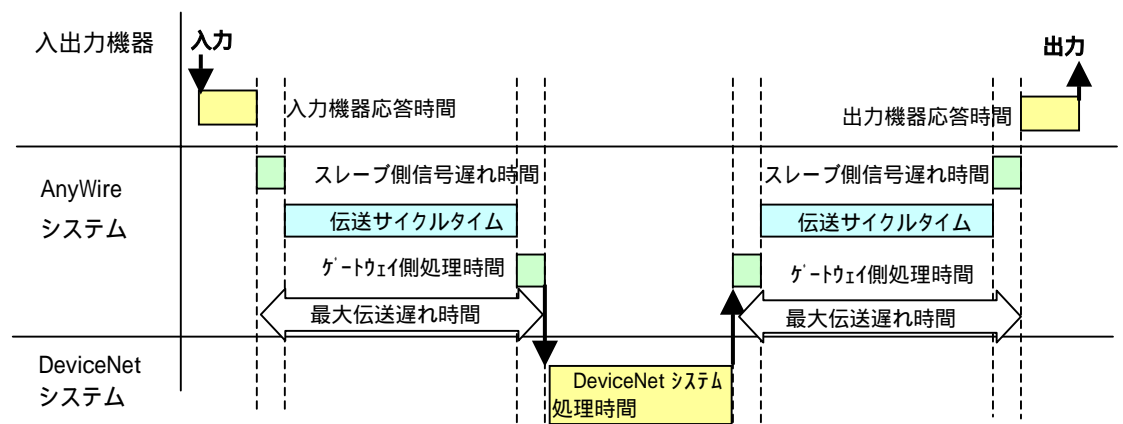 入出力機器
入力
出力
入力機器応答時間
出力機器応答時間
AnyWire
システム
スレーブ側信号遅れ時間
スレーブ側信号遅れ時間
伝送サイクルタイム
伝送サイクルタイム
ｹﾞｰﾄｳｪｲ側処理時間
ｹﾞｰﾄｳｪｲ側処理時間
最大伝送遅れ時間
最大伝送遅れ時間
DeviceNet
システム
DeviceNet ｼｽﾃﾑ
処理時間